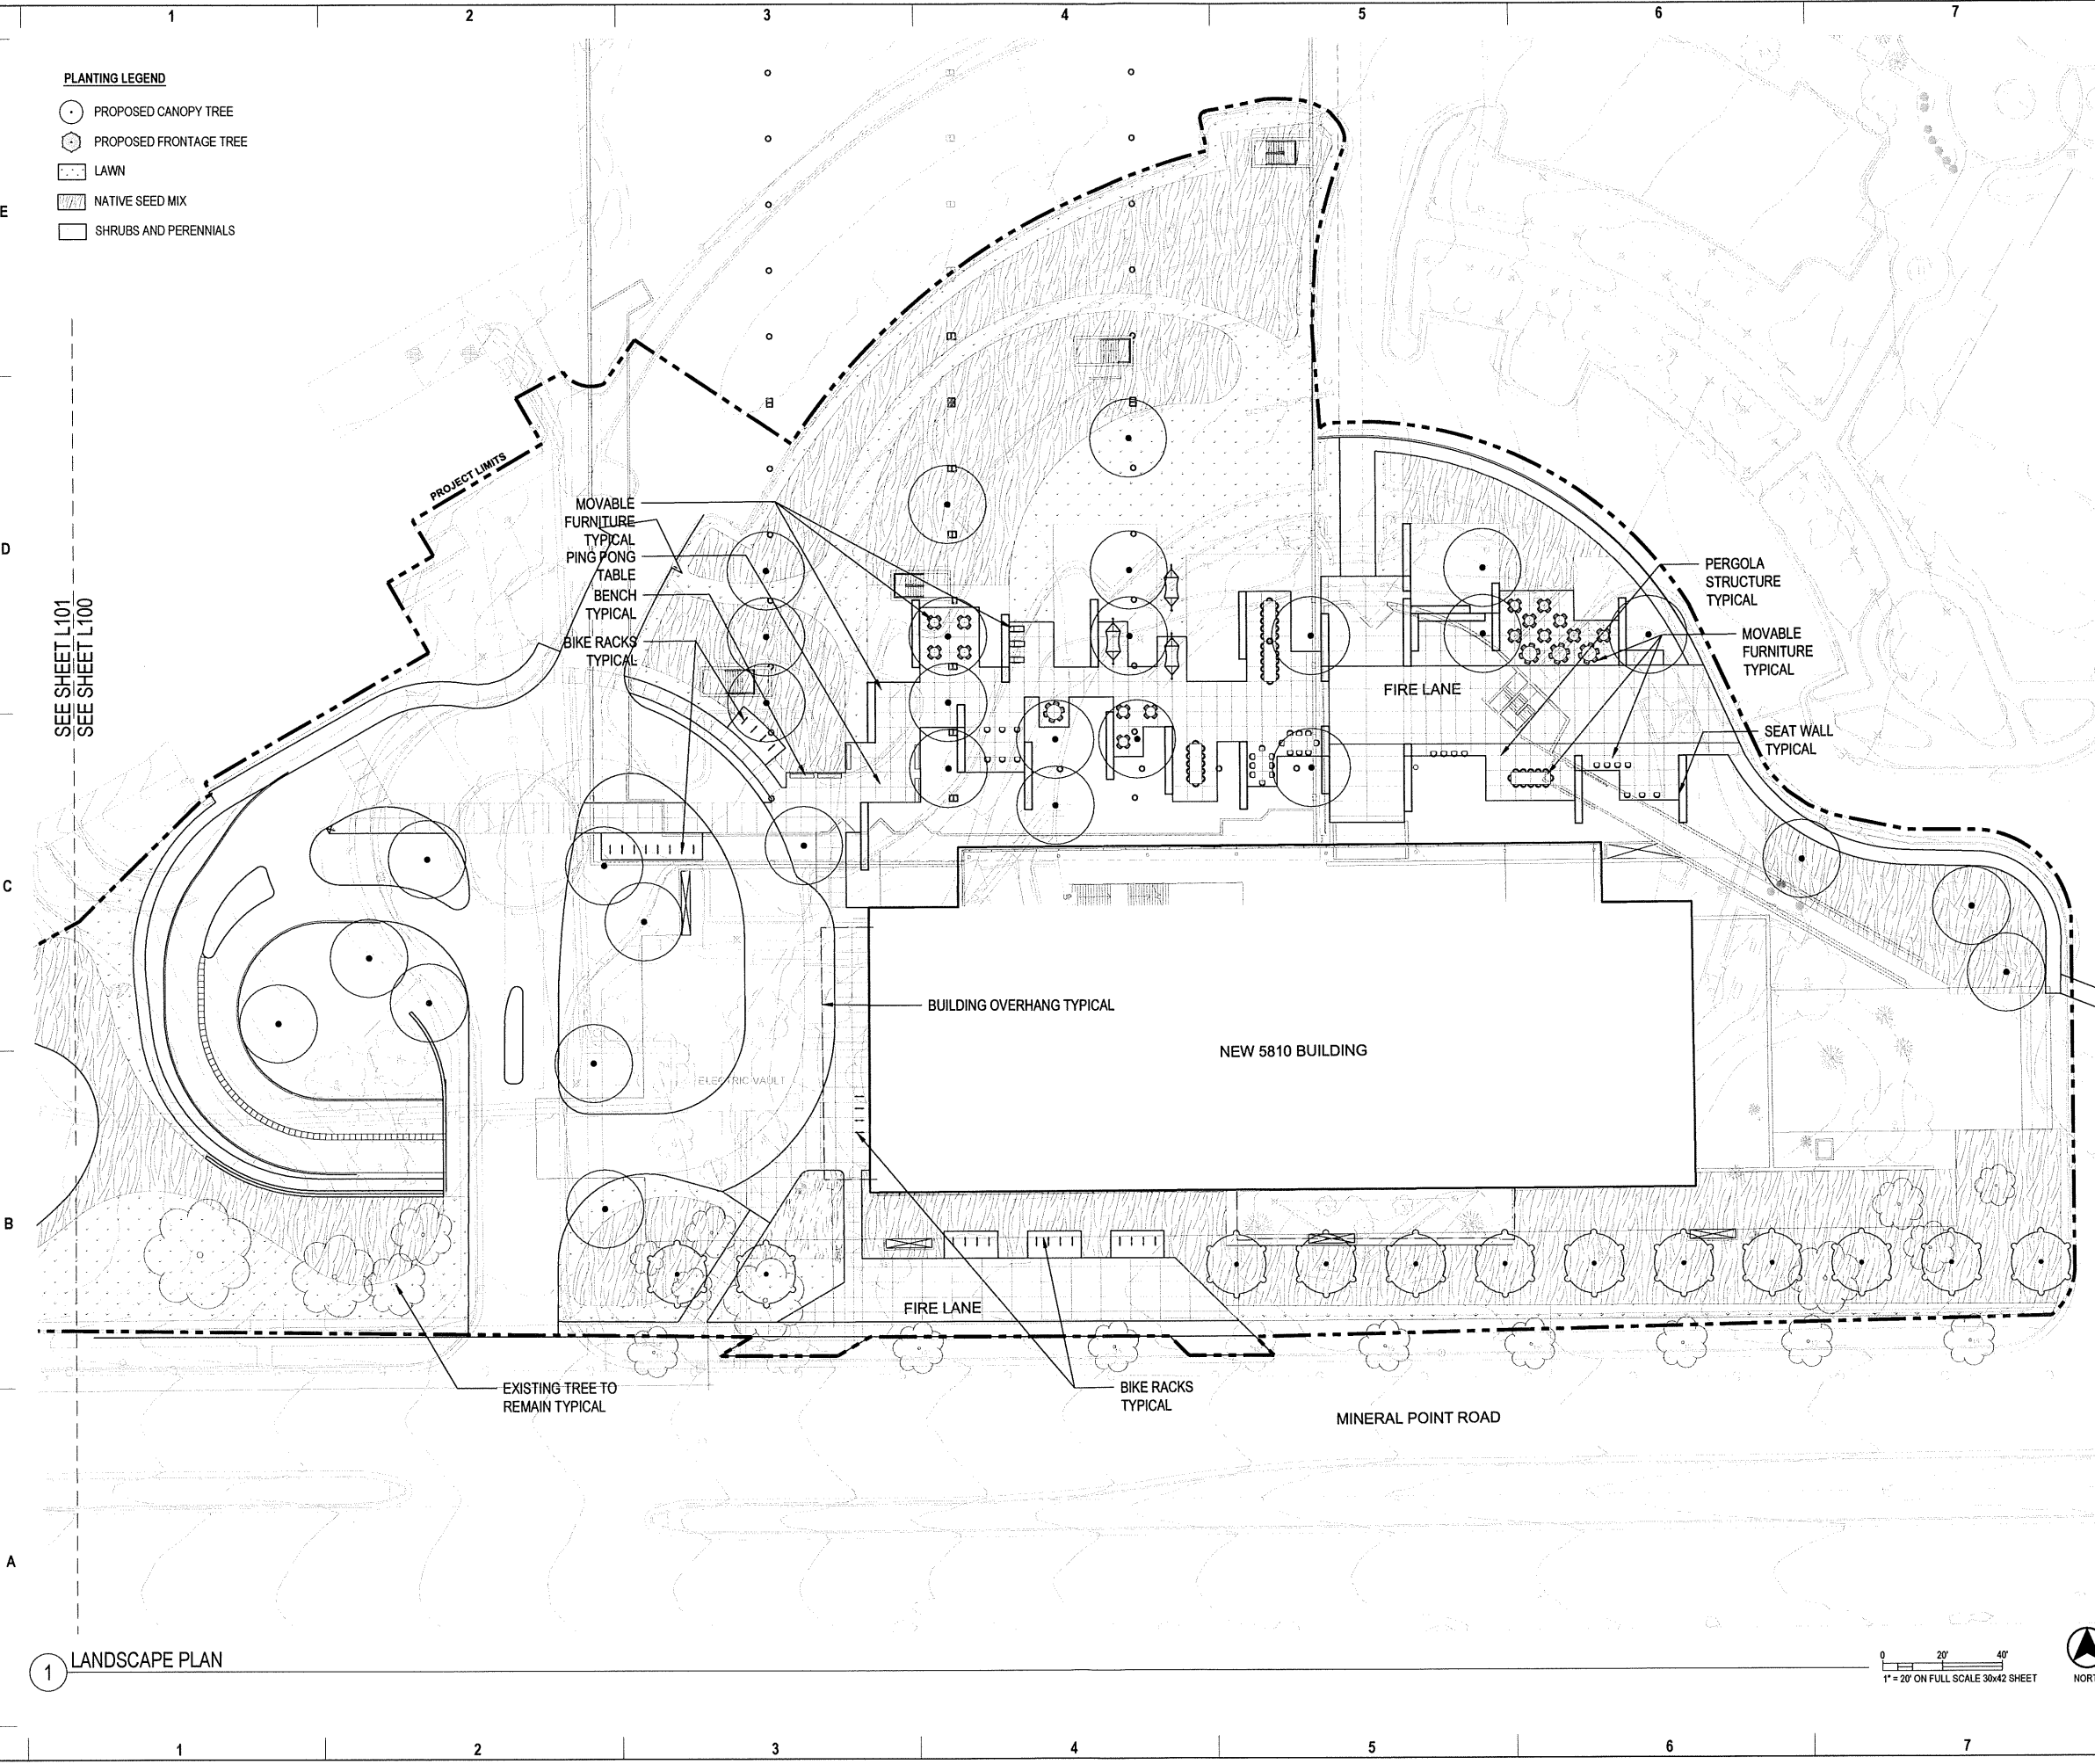 1 2 3 4 5 6 7
PLANTING LEGEND
PROPOSED CANOPY TREE
PROPOSED FRONTAGE TREE
LAWN
NATIVE SEED MIX
SHRUBS AND PERENNIALS
E
D
C
B
A
PROJECT LIMITS
SEE SHEET L101
SEE SHEET L100
MOVABLE
FURNITURE
TYPICAL
PING PONG
TABLE
BENCH
TYPICAL
BIKE RACKS
TYPICAL
PERGOLA
STRUCTURE
TYPICAL
MOVABLE
FURNITURE
TYPICAL
FIRE LANE
SEAT WALL
TYPICAL
UP
BUILDING OVERHANG TYPICAL
NEW 5810 BUILDING
ELECTRIC VAULT
FIRE LANE
EXISTING TREE TO
REMAIN TYPICAL
BIKE RACKS
TYPICAL
MINERAL POINT ROAD
1 LANDSCAPE PLAN
0 20' 40'
1" = 20' ON FULL SCALE 30x42 SHEET
NORT
1 2 3 4 5 6 7